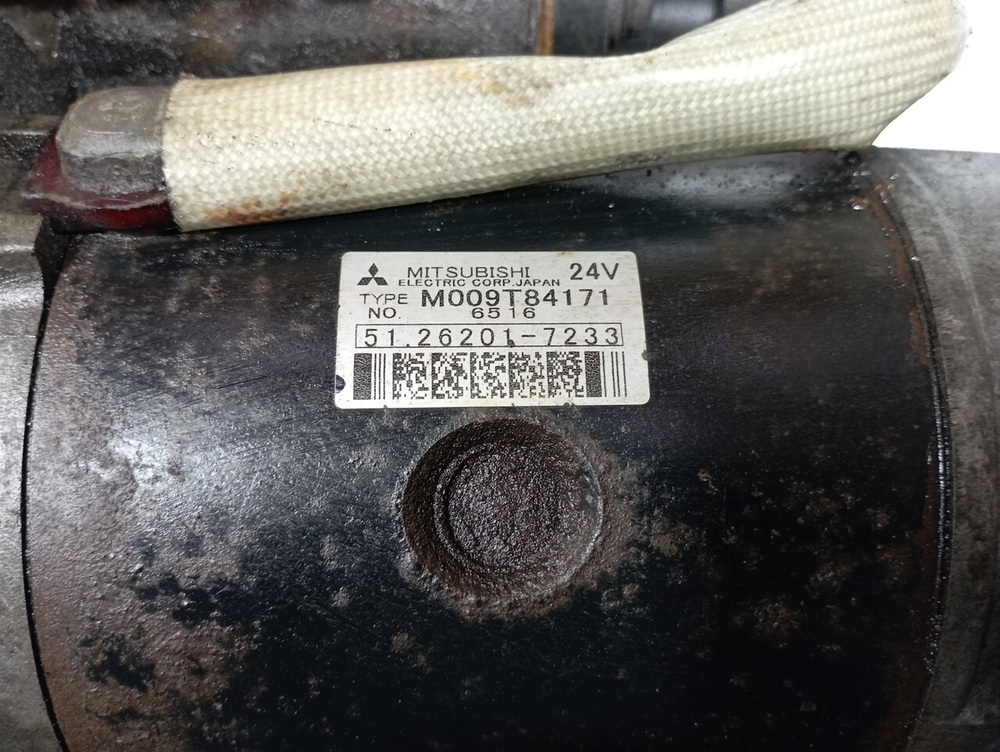 MITSUBISHI 24V
ELECTRIC CORP. JAPAN
TYPE M009T84171
NO. 6516
51.26201-7233